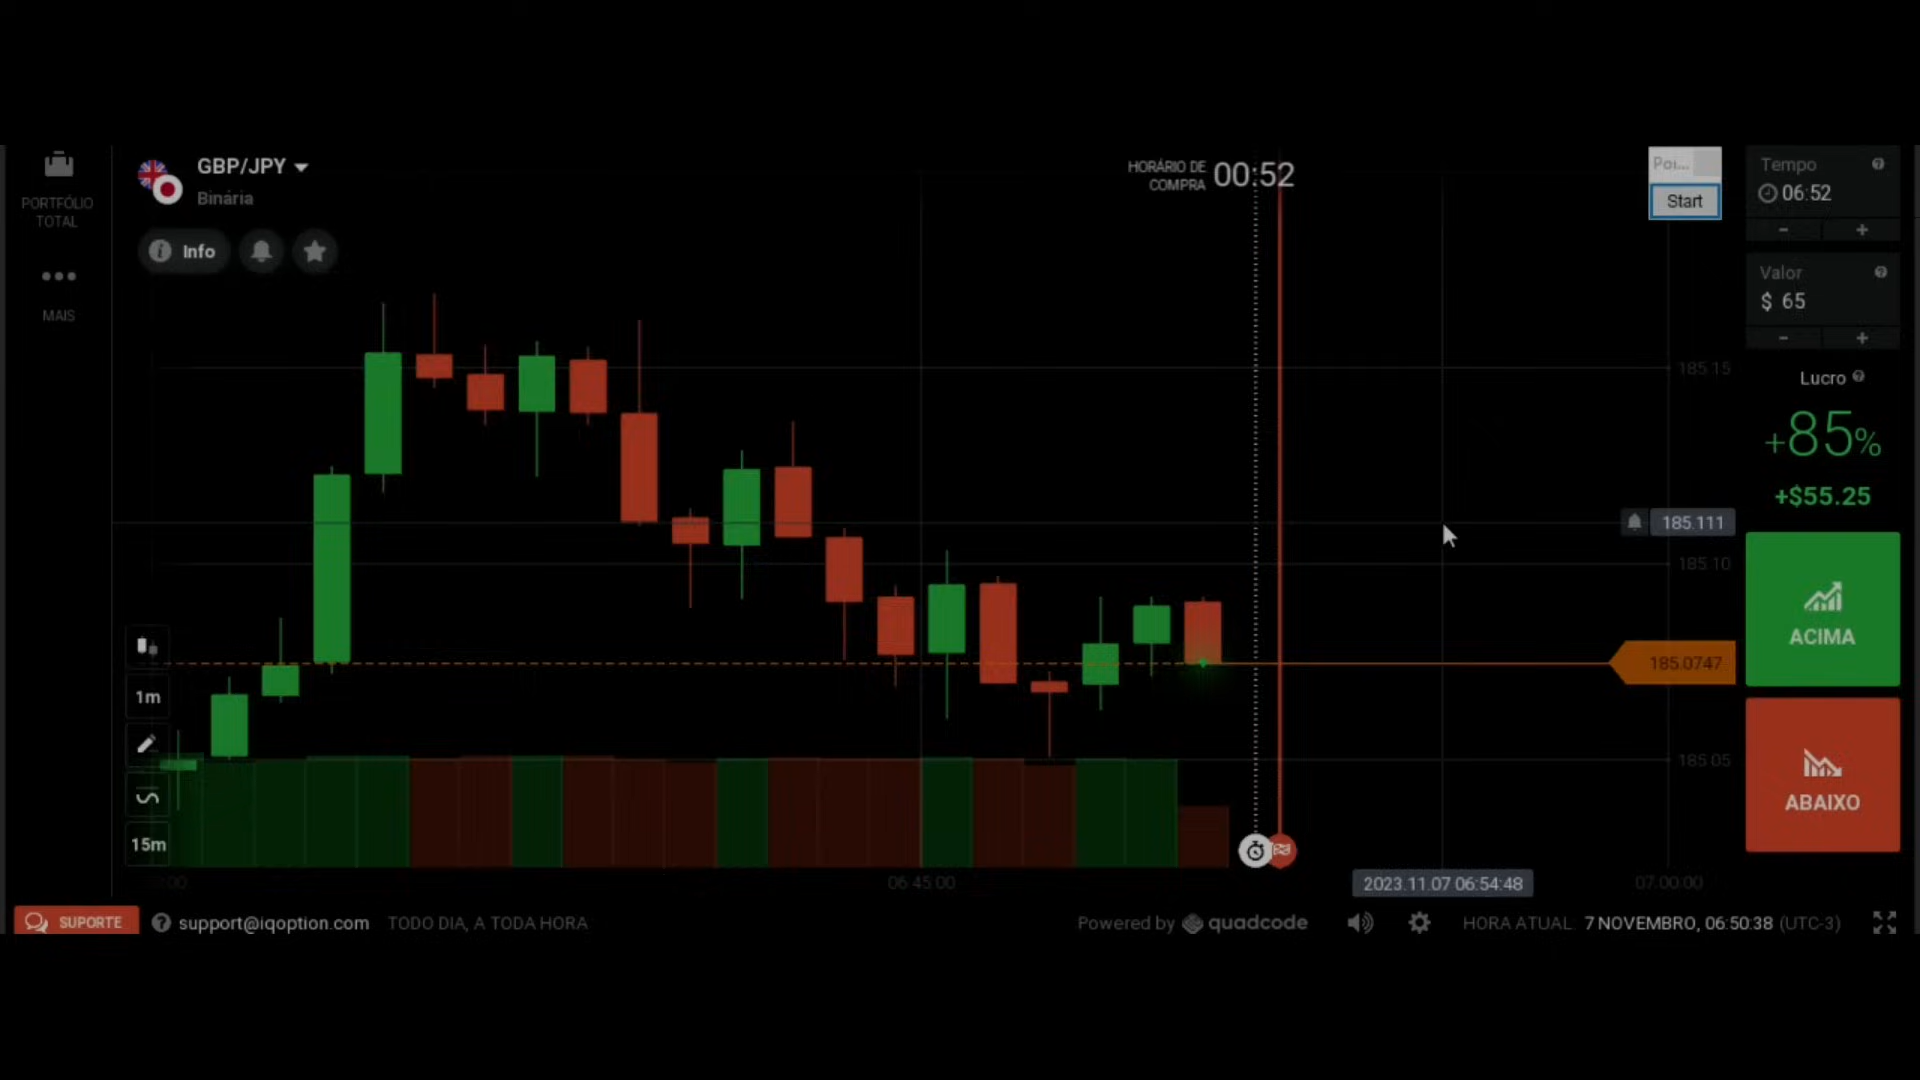 PORTFÓLIO
TOTAL
MAIS
GBP/JPY
Binária
Info
HORÁRIO DE
COMPRA
00:52
Start
Tempo
06:52
- +
Valor
$ 65
- +
Lucro
+85%
+$55.25
ACIMA
ABAIXO
185.15
185.111
185.10
185.0747
185.05
1m
15m
06:45:00
2023.11.07 06:54:48
07:00:00
SUPORTE
support@iqoption.com
TODO DIA, A TODA HORA
Powered by quadcode
HORA ATUAL: 7 NOVEMBRO, 06:50:38 (UTC-3)